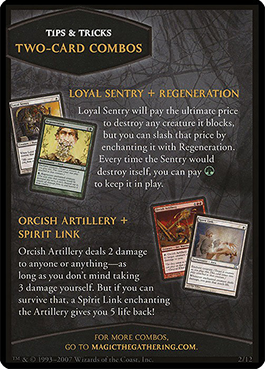 TIPS & TRICKS
TWO-CARD COMBOS
LOYAL SENTRY + REGENERATION
Loyal Sentry will pay the ultimate price
to destroy any creature it blocks,
but you can slash that price by
enchanting it with Regeneration.
Every time the Sentry would
destroy itself, you can pay
to keep it in play.
ORCISH ARTILLERY +
SPIRIT LINK
Orcish Artillery deals 2 damage
to anyone or anything—as
long as you don't mind taking
3 damage yourself. But if you can
survive that, a Spirit Link enchanting
the Artillery gives you 5 life back!
FOR MORE COMBOS,
GO TO MAGICTHEGATHERING.COM
™ & © 1993–2007 Wizards of the Coast, Inc.
2/12